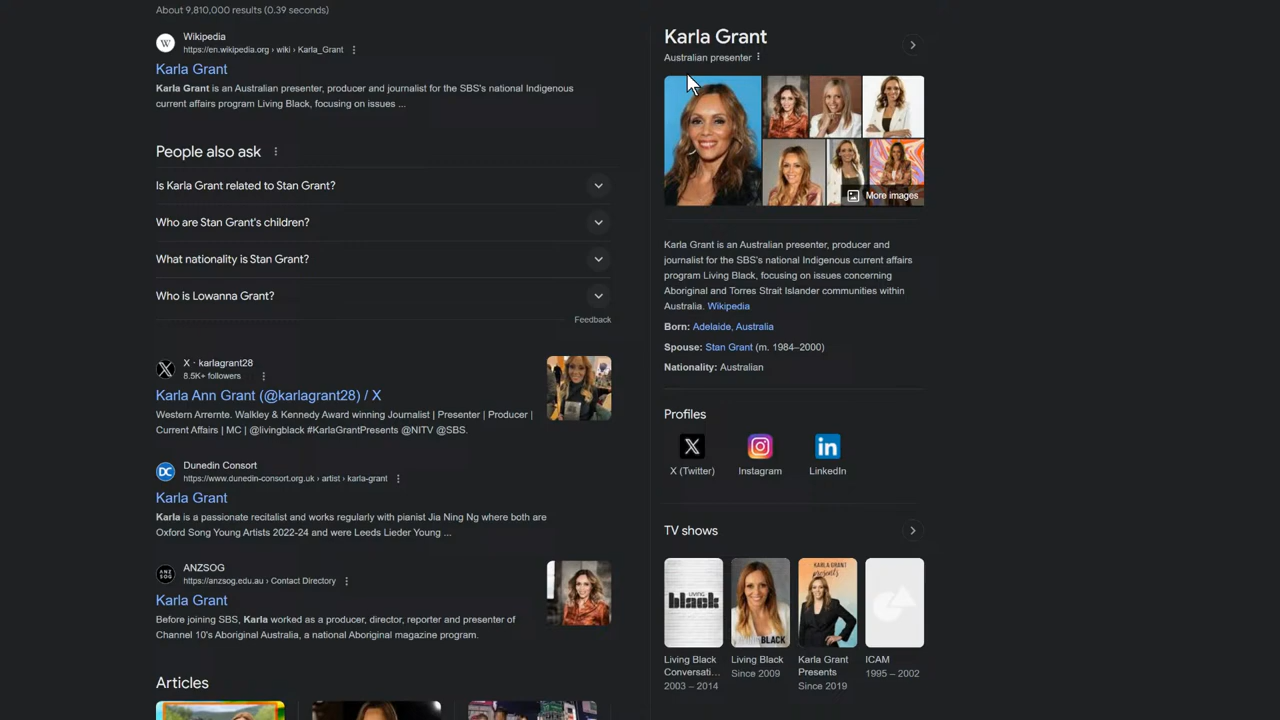 About 9,810,000 results (0.39 seconds)
Wikipedia
https://en.wikipedia.org › wiki › Karla_Grant
Karla Grant
Karla Grant is an Australian presenter, producer and journalist for the SBS's national Indigenous
current affairs program Living Black, focusing on issues ...
People also ask
Is Karla Grant related to Stan Grant?
Who are Stan Grant's children?
What nationality is Stan Grant?
Who is Lowanna Grant?
Feedback
X · karlagrant28
8.5K+ followers
Karla Ann Grant (@karlagrant28) / X
Western Arrernte. Walkley & Kennedy Award winning Journalist | Presenter | Producer |
Current Affairs | MC | @livingblack #KarlaGrantPresents @NITV @SBS.
DC
Dunedin Consort
https://www.dunedin-consort.org.uk › artist › karla-grant
Karla Grant
Karla is a passionate recitalist and works regularly with pianist Jia Ning Ng where both are
Oxford Song Young Artists 2022-24 and were Leeds Lieder Young ...
ANZ
SOG
ANZSOG
https://anzsog.edu.au › Contact Directory
Karla Grant
Before joining SBS, Karla worked as a producer, director, reporter and presenter of
Channel 10's Aboriginal Australia, a national Aboriginal magazine program.
Articles
Karla Grant
Australian presenter
More images
Karla Grant is an Australian presenter, producer and
journalist for the SBS's national Indigenous current affairs
program Living Black, focusing on issues concerning
Aboriginal and Torres Strait Islander communities within
Australia. Wikipedia
Born: Adelaide, Australia
Spouse: Stan Grant (m. 1984–2000)
Nationality: Australian
Profiles
X (Twitter)
Instagram
LinkedIn
TV shows
LIVING
black
BLACK
KARLA GRANT
presents
Living Black
Conversati...
2003 – 2014
Living Black
Since 2009
Karla Grant
Presents
Since 2019
ICAM
1995 – 2002